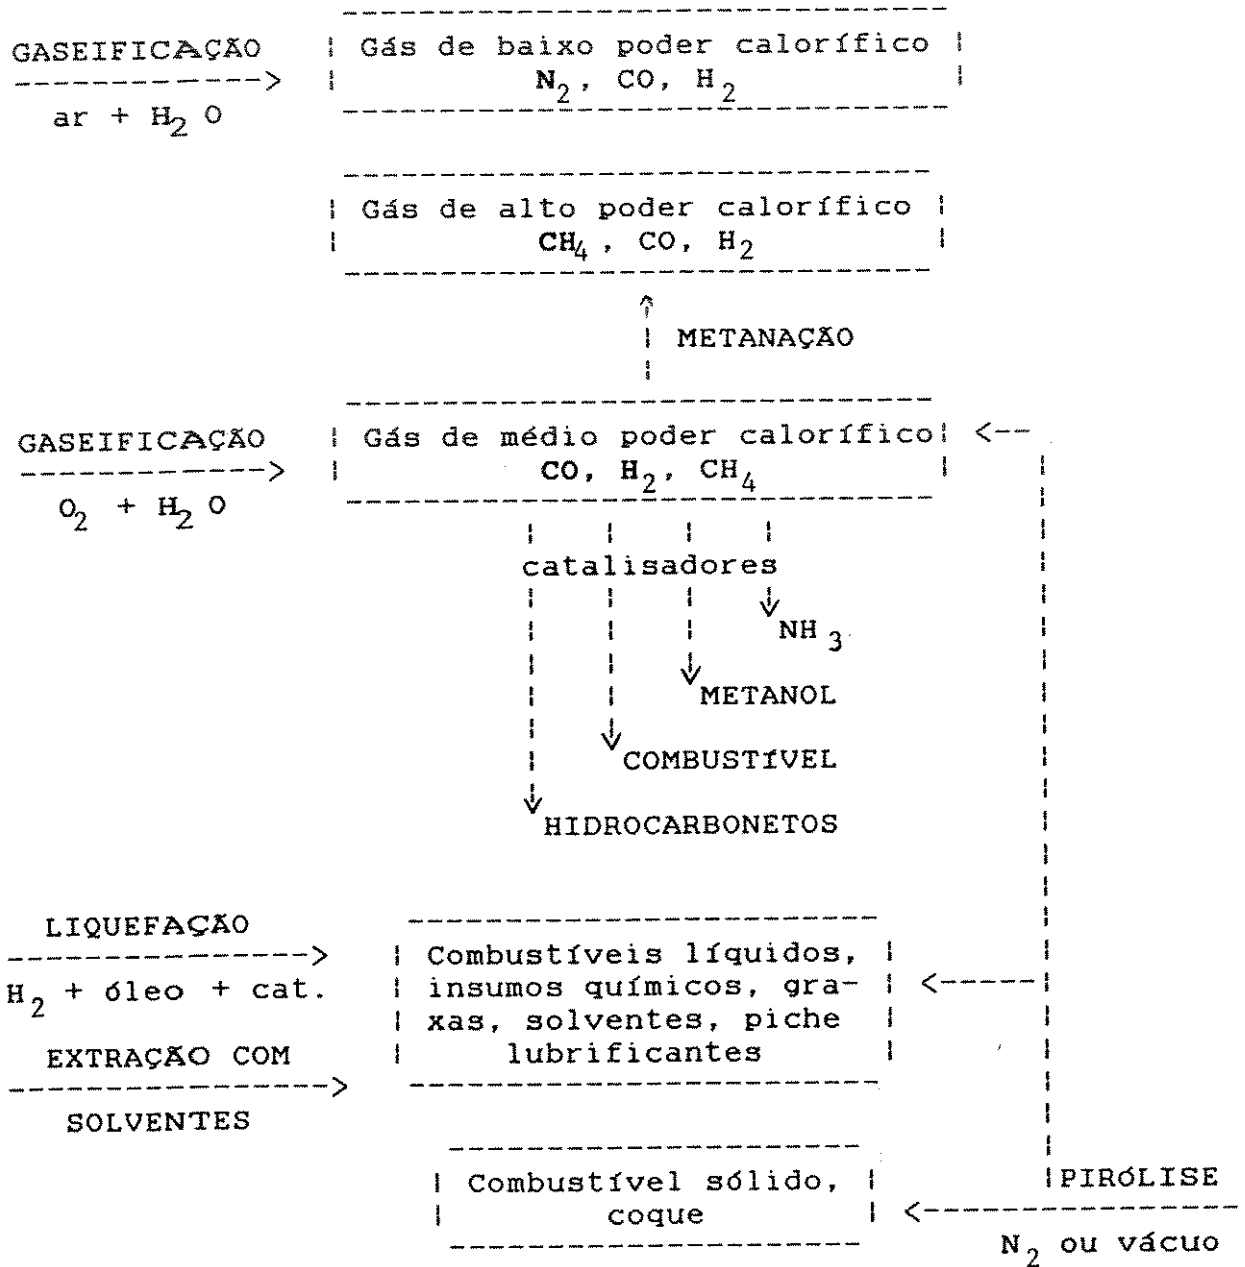 GASEIFICAÇÃO
ar + H2 O
Gás de baixo poder calorífico
N2, CO, H2
Gás de alto poder calorífico
CH4, CO, H2
METANAÇÃO
GASEIFICAÇÃO
O2 + H2 O
Gás de médio poder calorífico
CO, H2, CH4
catalisadores
NH3
METANOL
COMBUSTÍVEL
HIDROCARBONETOS
LIQUEFAÇÃO
H2 + óleo + cat.
EXTRAÇÃO COM
SOLVENTES
Combustíveis líquidos,
insumos químicos, gra-
xas, solventes, piche
lubrificantes
Combustível sólido,
coque
PIRÓLISE
N2 ou vácuo